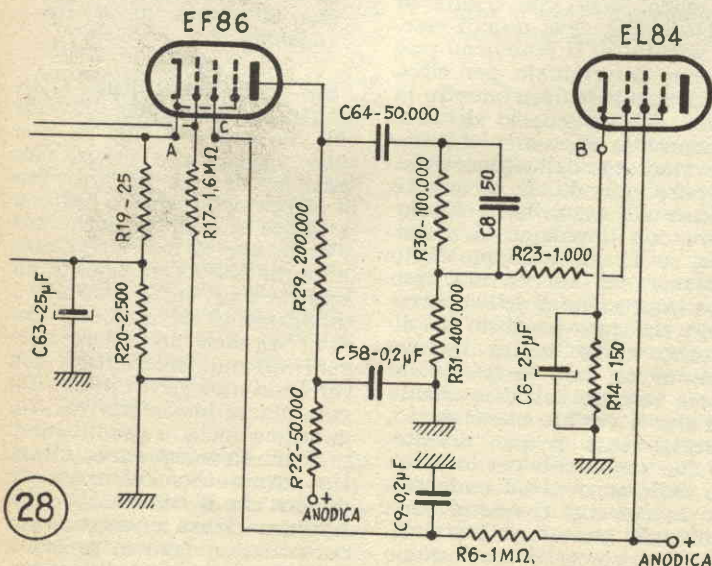 EF86
EL84
C64-50.000
A
C
B
R19-25
R17-1,6MΩ
R29-200.000
R30-100.000
C8 50
R23-1.000
C63-25µF
R20-2.500
C58-0,2µF
R31-400.000
C6-25µF
R14-150
R22-50.000
28
+
ANODICA
C9-0,2µF
R6-1MΩ.
+
ANODICA